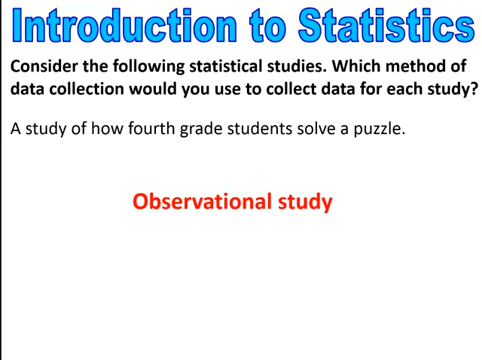 Introduction to Statistics
Consider the following statistical studies. Which method of
data collection would you use to collect data for each study?
A study of how fourth grade students solve a puzzle.
Observational study